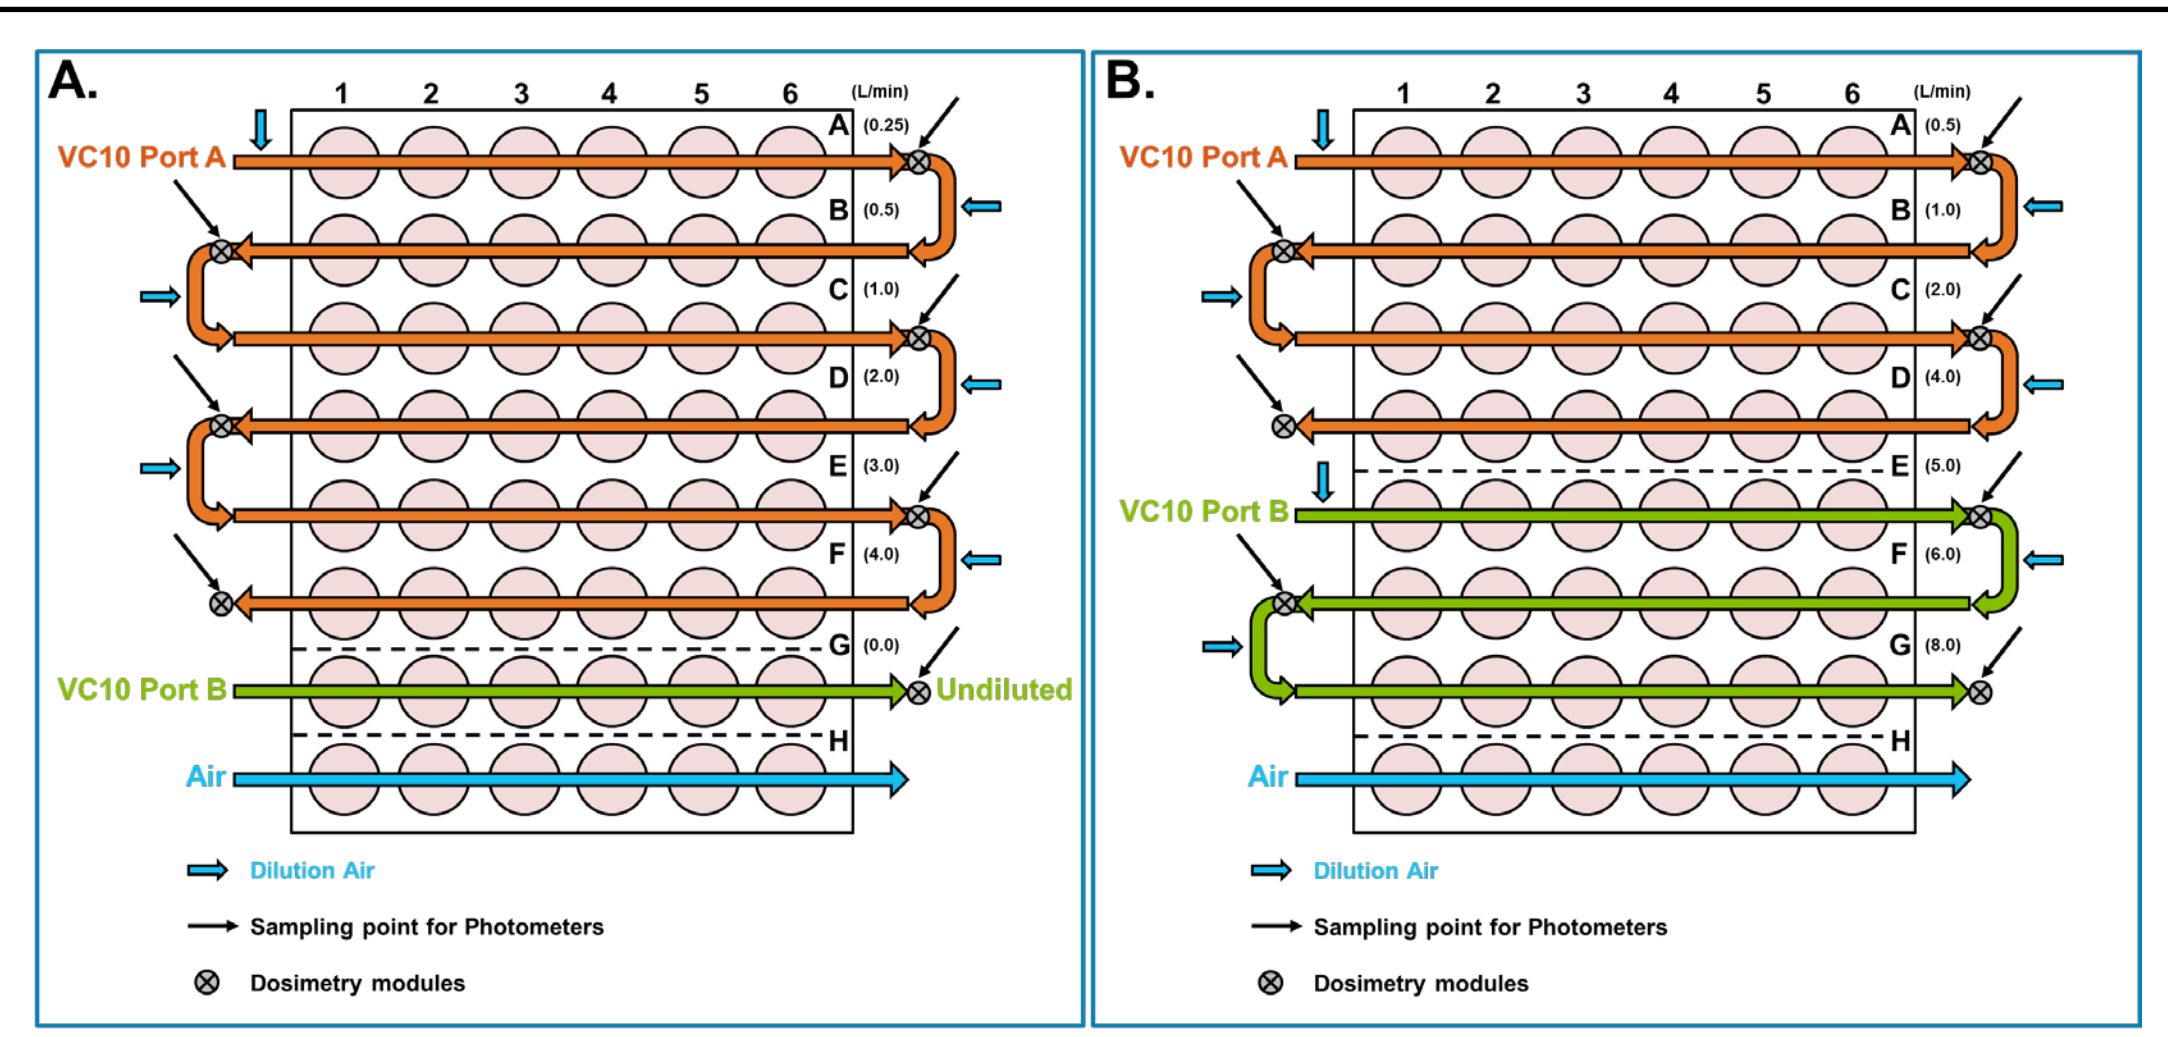 A.
1 2 3 4 5 6 (L/min)
A (0.25)
VC10 Port A
B (0.5)
C (1.0)
D (2.0)
E (3.0)
F (4.0)
G (0.0)
VC10 Port B Undiluted
H
Air
Dilution Air
Sampling point for Photometers
Dosimetry modules
B.
1 2 3 4 5 6 (L/min)
A (0.5)
VC10 Port A
B (1.0)
C (2.0)
D (4.0)
E (5.0)
VC10 Port B
F (6.0)
G (8.0)
H
Air
Dilution Air
Sampling point for Photometers
Dosimetry modules